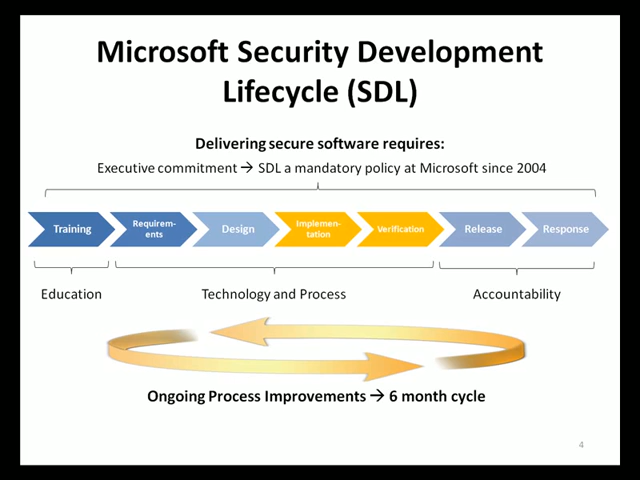 Microsoft Security Development
Lifecycle (SDL)
Delivering secure software requires:
Executive commitment → SDL a mandatory policy at Microsoft since 2004
Training
Requirem-
ents
Design
Implemen-
tation
Verification
Release
Response
Education
Technology and Process
Accountability
Ongoing Process Improvements → 6 month cycle
4